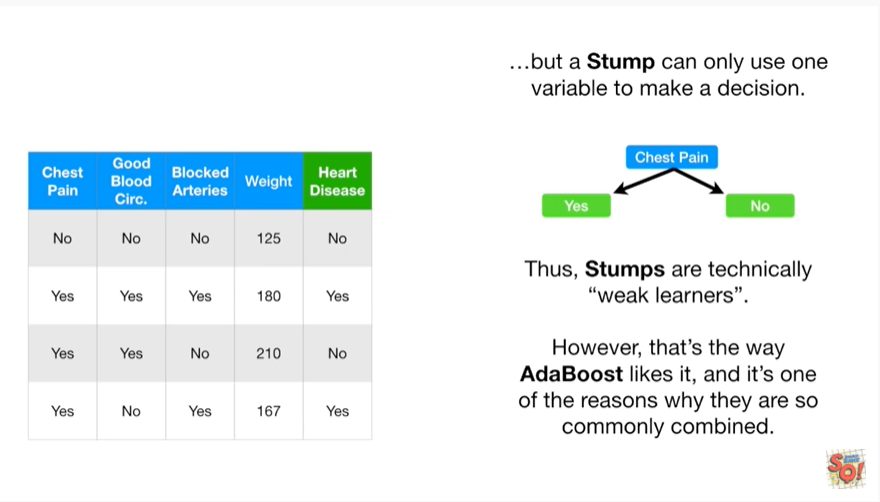 …but a Stump can only use one
variable to make a decision.
Chest Pain
Yes
No
Thus, Stumps are technically
“weak learners”.
However, that’s the way
AdaBoost likes it, and it’s one
of the reasons why they are so
commonly combined.
Chest Pain Good Blood Circ. Blocked Arteries Weight Heart Disease
No No No 125 No
Yes Yes Yes 180 Yes
Yes Yes No 210 No
Yes No Yes 167 Yes
SO!